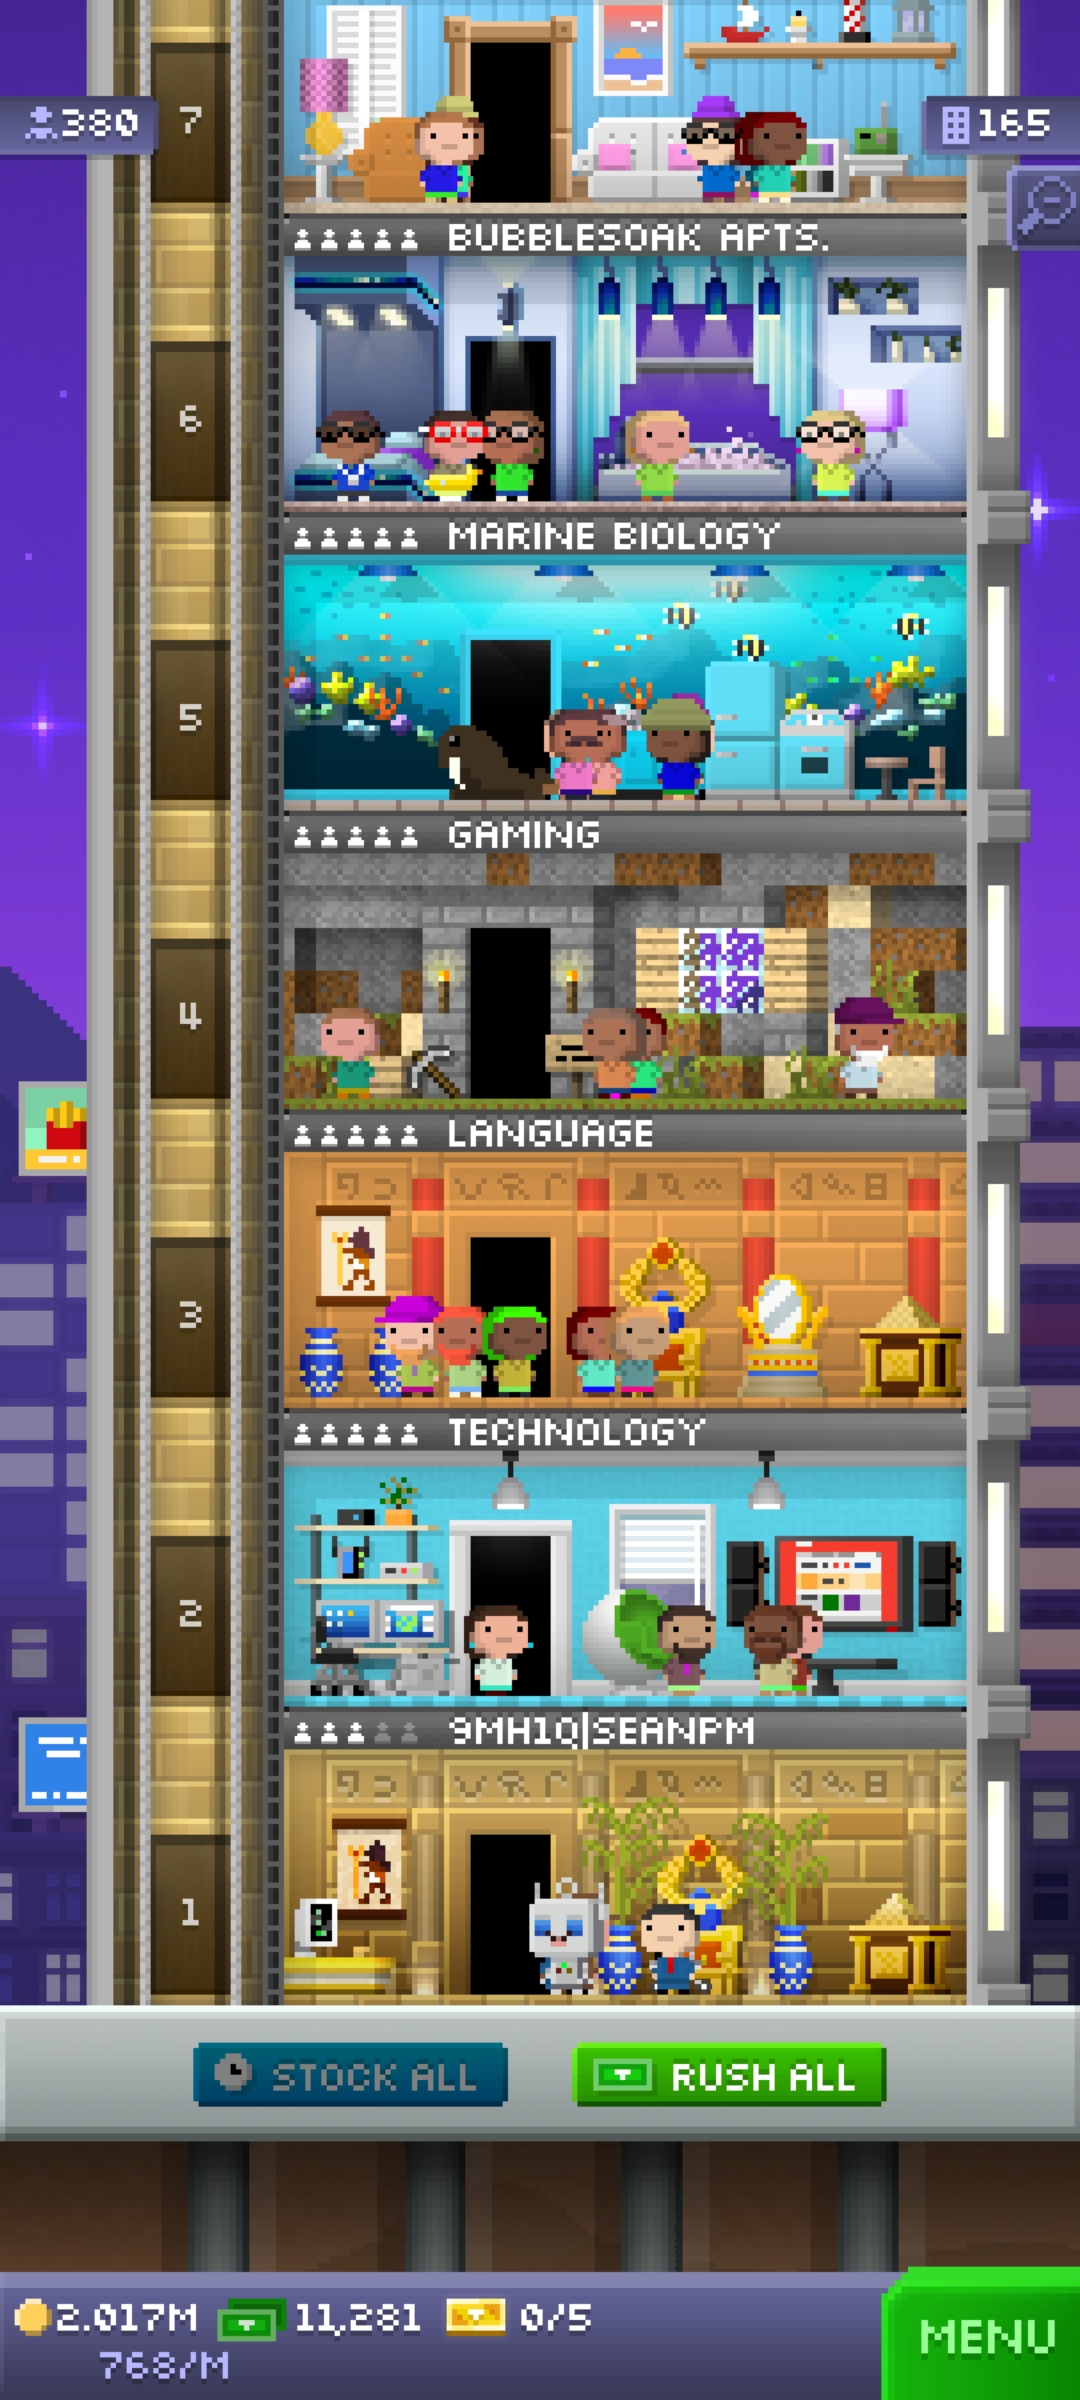 380
7
165
BUBBLESOAK APTS.
6
MARINE BIOLOGY
5
GAMING
4
LANGUAGE
3
TECHNOLOGY
2
9MH1Q|SEANPM
1
STOCK ALL
RUSH ALL
2.017M
11,281
0/5
768/M
MENU